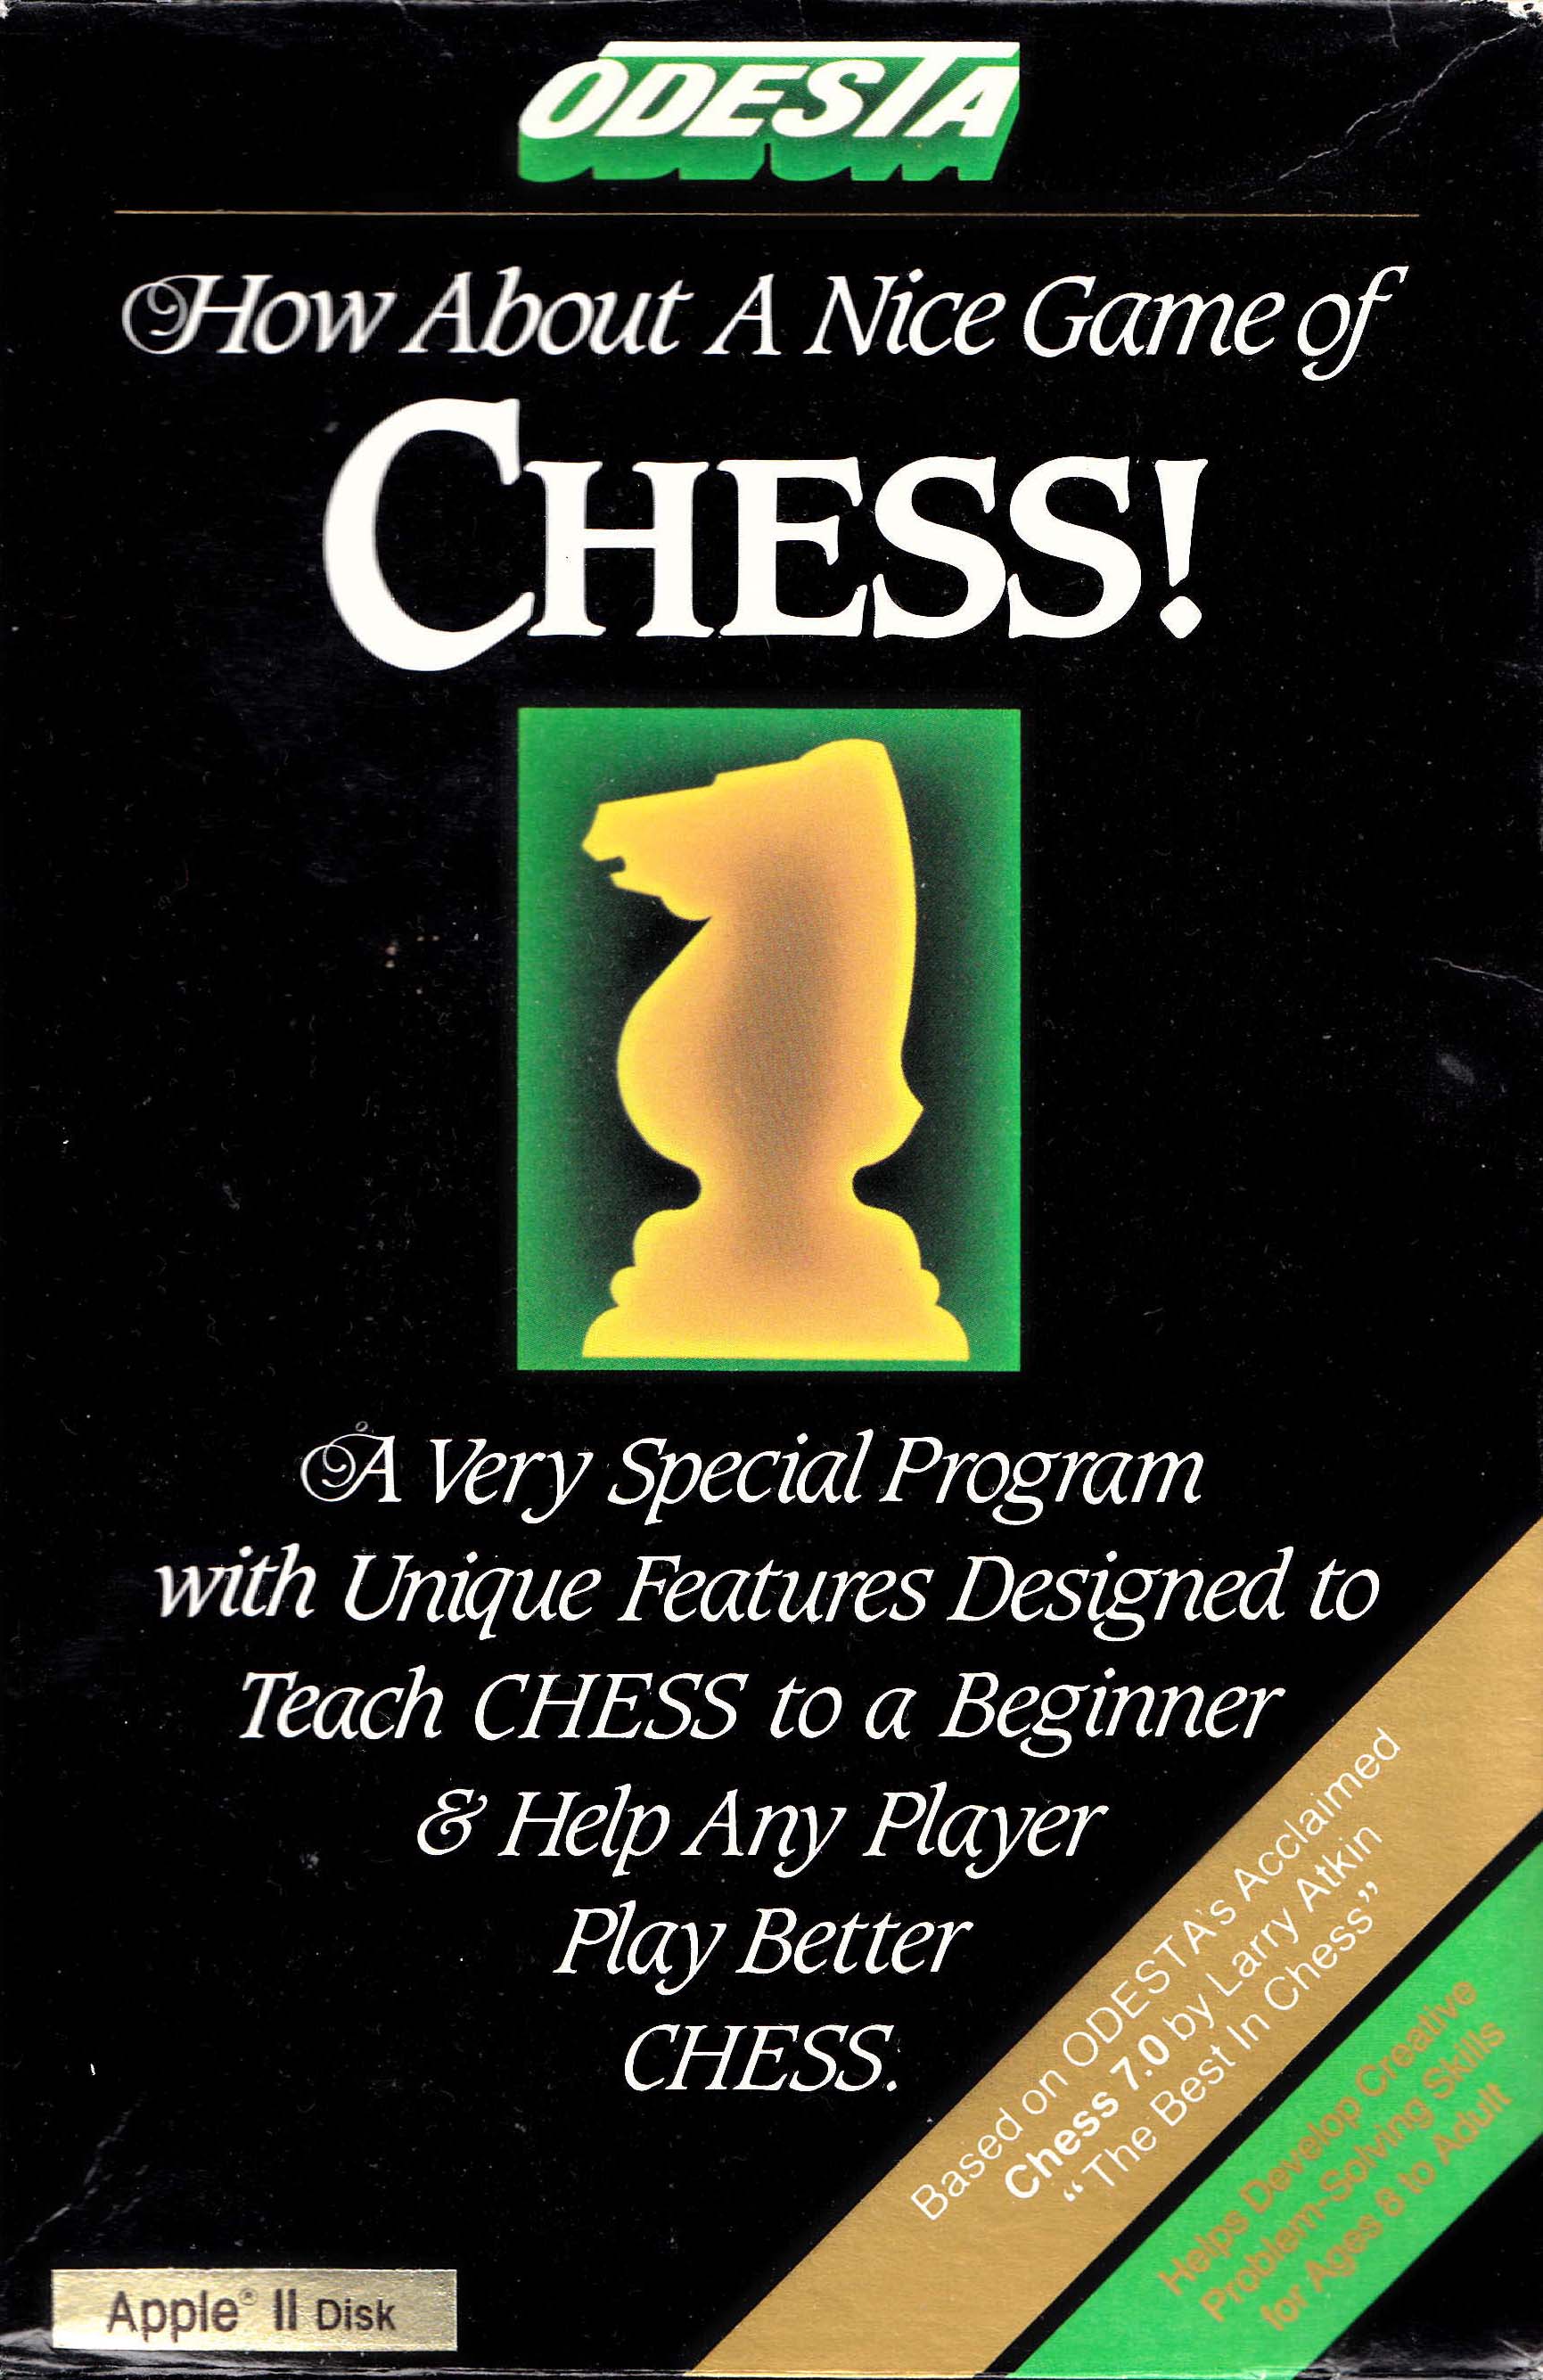 ODESTA
How About A Nice Game of
CHESS!
A Very Special Program
with Unique Features Designed to
Teach CHESS to a Beginner
& Help Any Player
Play Better
CHESS.
Based on ODESTA's Acclaimed
Chess 7.0 by Larry Atkin
“The Best In Chess”
Helps Develop Creative
Problem-Solving Skills
for Ages 8 to Adult
Apple® II Disk